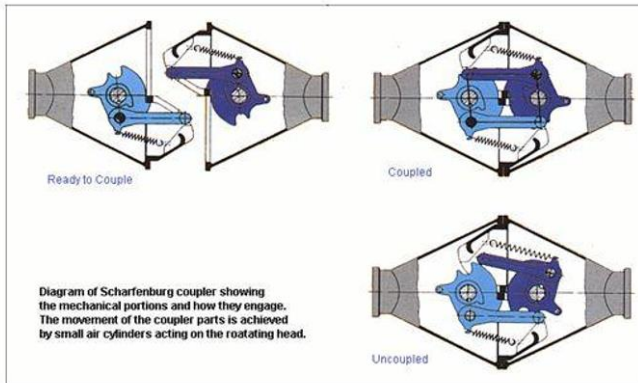 Ready to Couple
Coupled
Diagram of Scharfenburg coupler showing
the mechanical portions and how they engage.
The movement of the coupler parts is achieved
by small air cylinders acting on the roatating head.
Uncoupled